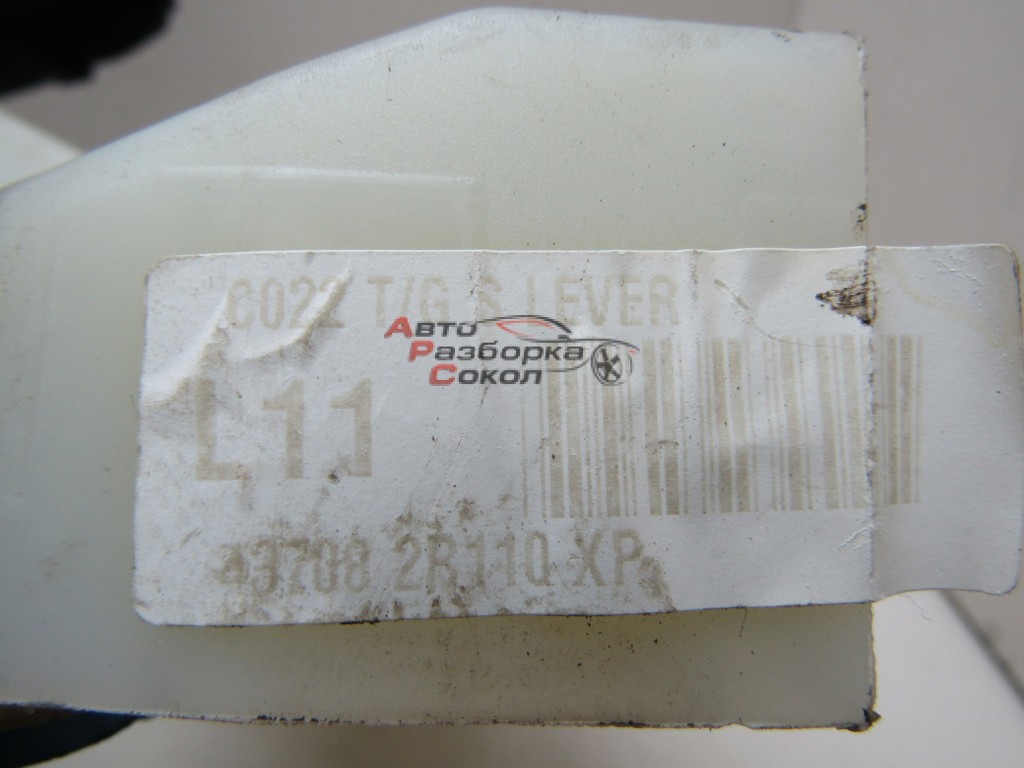 C022 T/G S LEVER
Авто
Разборка
Сокол
L11
43708 2R110 XP